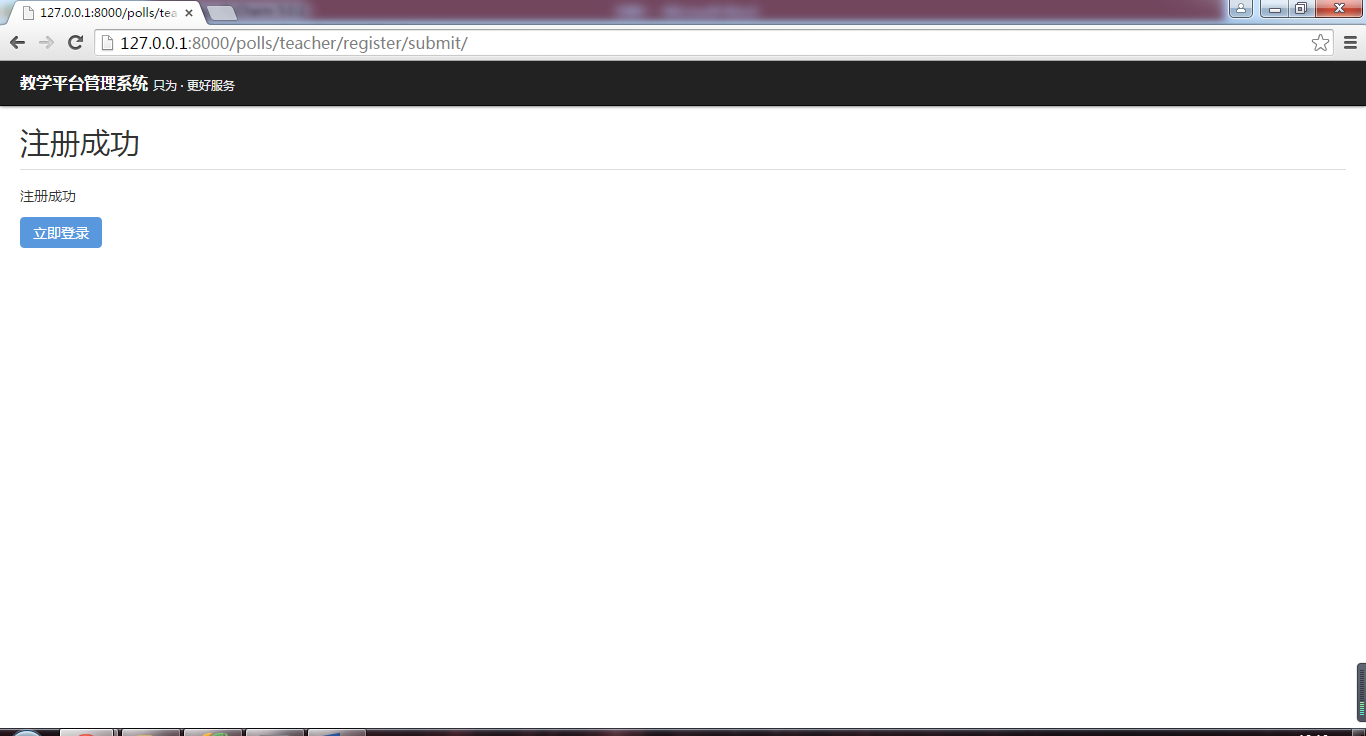 127.0.0.1:8000/polls/tea
127.0.0.1:8000/polls/teacher/register/submit/
教学平台管理系统 只为 · 更好服务
注册成功
注册成功
立即登录